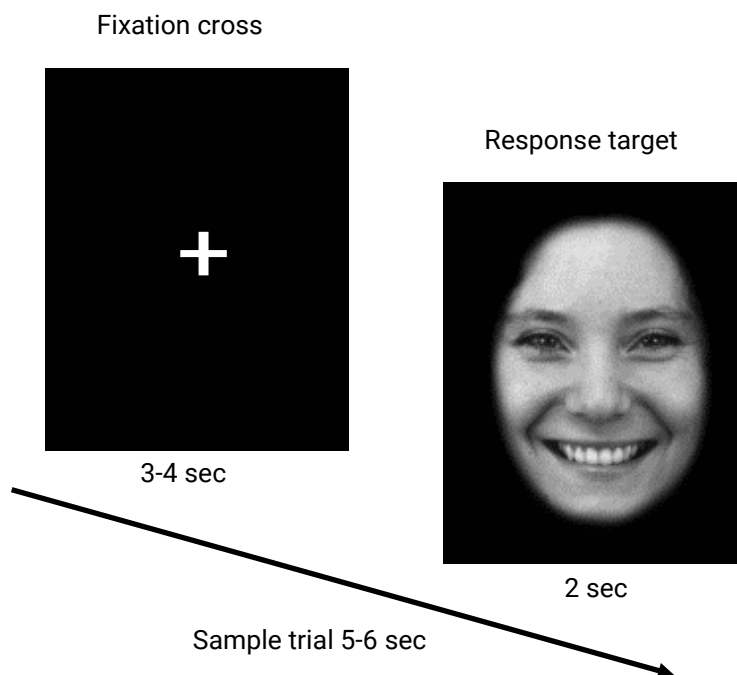 Fixation cross
Response target
3-4 sec
2 sec
Sample trial 5-6 sec